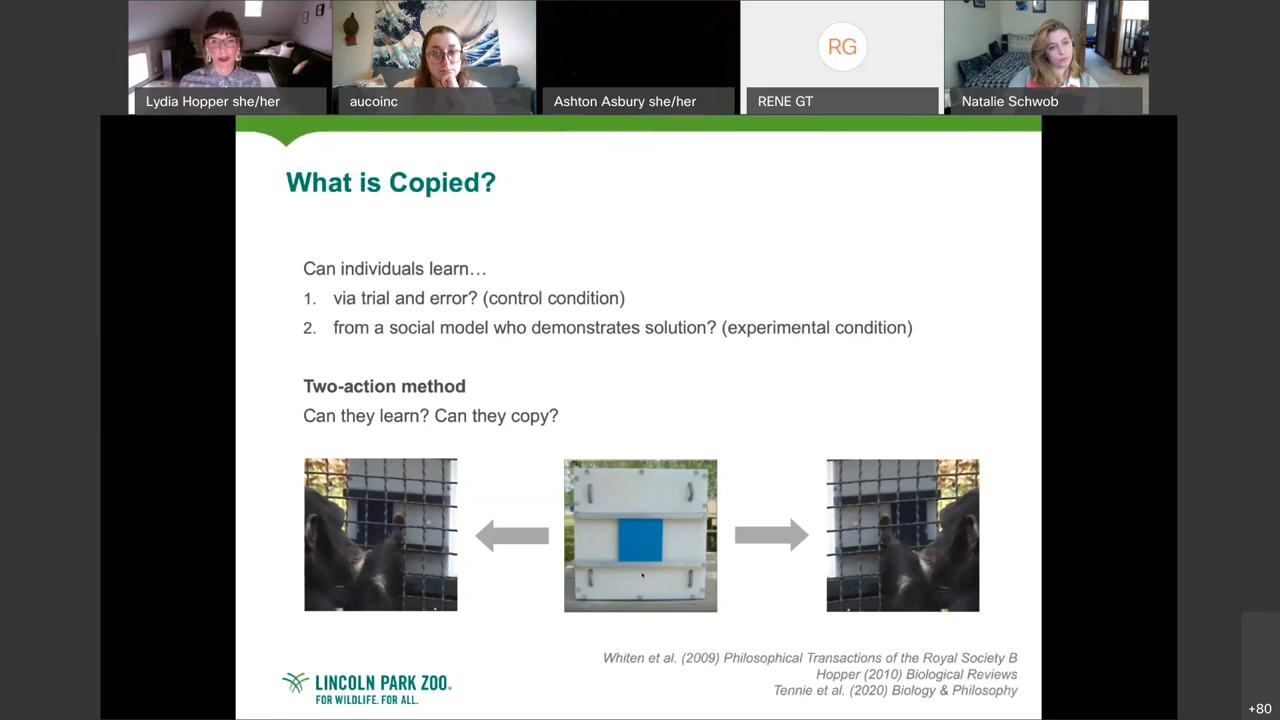 Lydia Hopper she/her
aucoinc
Ashton Asbury she/her
RG
RENE GT
Natalie Schwob
What is Copied?
Can individuals learn…
1. via trial and error? (control condition)
2. from a social model who demonstrates solution? (experimental condition)
Two-action method
Can they learn? Can they copy?
Whiten et al. (2009) Philosophical Transactions of the Royal Society B
Hopper (2010) Biological Reviews
Tennie et al. (2020) Biology & Philosophy
LINCOLN PARK ZOO.
FOR WILDLIFE. FOR ALL.
+80